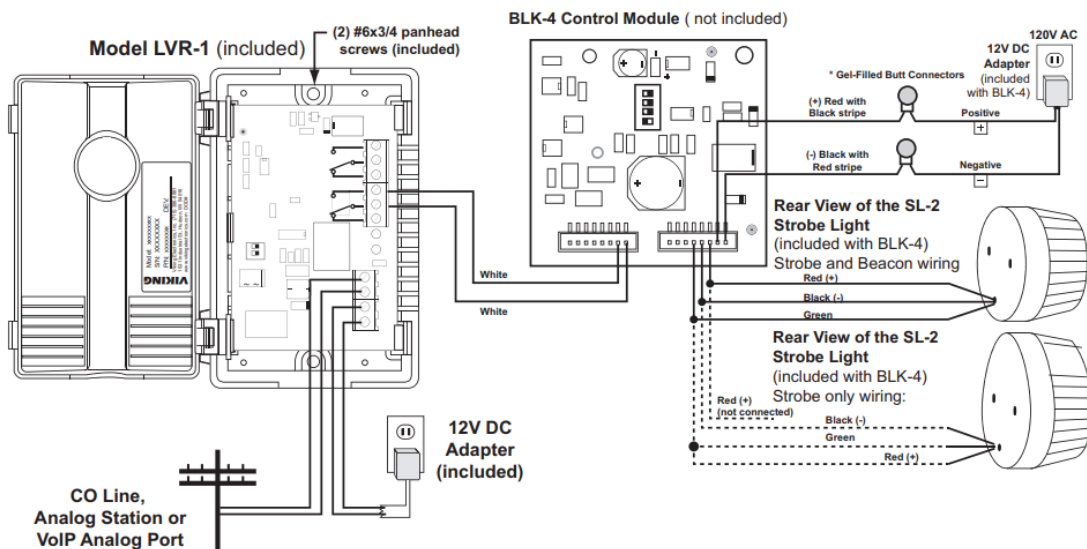 BLK-4 Control Module ( not included)
(2) #6x3/4 panhead
screws (included)
Model LVR-1 (included)
120V AC
12V DC
Adapter
(included
with BLK-4)
* Gel-Filled Butt Connectors
(+) Red with
Black stripe
Positive
+
(-) Black with
Red stripe
Negative
−
VIKING
Model:
S/N:
P/N:
DEV
Rear View of the SL-2
Strobe Light
(included with BLK-4)
Strobe and Beacon wiring
Red (+)
Black (-)
Green
White
White
Rear View of the SL-2
Strobe Light
(included with BLK-4)
Strobe only wiring:
Red (+)
(not connected)
Black (-)
Green
Red (+)
12V DC
Adapter
(included)
CO Line,
Analog Station or
VoIP Analog Port